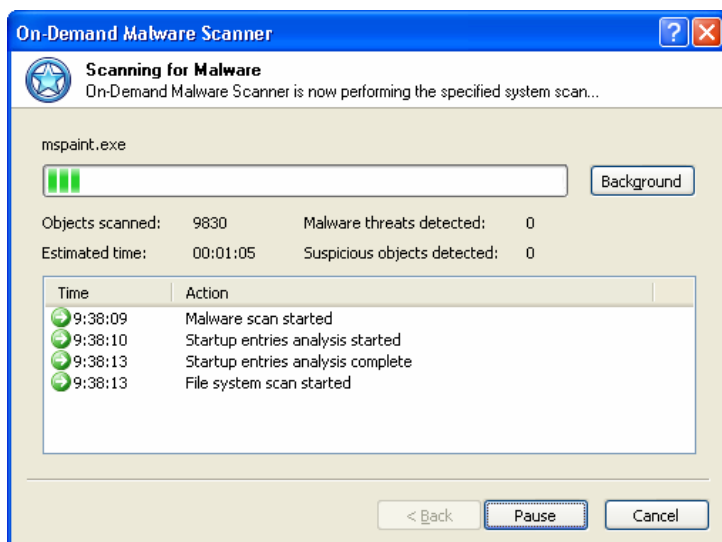 On-Demand Malware Scanner
Scanning for Malware
On-Demand Malware Scanner is now performing the specified system scan...
mspaint.exe
Background
Objects scanned: 9830 Malware threats detected: 0
Estimated time: 00:01:05 Suspicious objects detected: 0
Time Action
9:38:09 Malware scan started
9:38:10 Startup entries analysis started
9:38:13 Startup entries analysis complete
9:38:13 File system scan started
< Back Pause Cancel